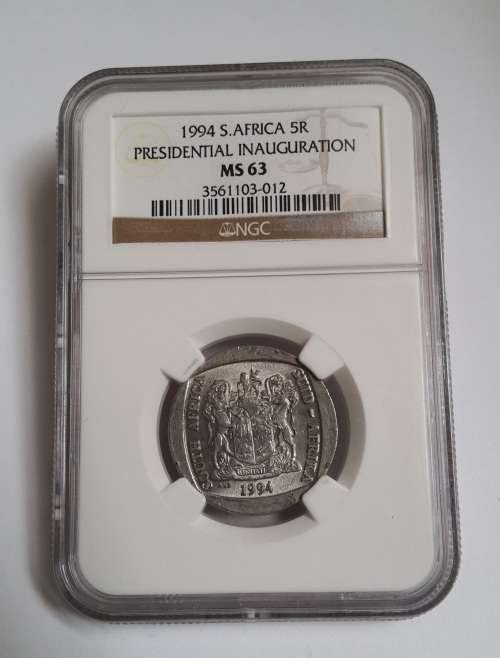 1994 S.AFRICA 5R
PRESIDENTIAL INAUGURATION
MS 63
3561103-012
NGC
SOUTH AFRICA
SUID - AFRIKA
1994